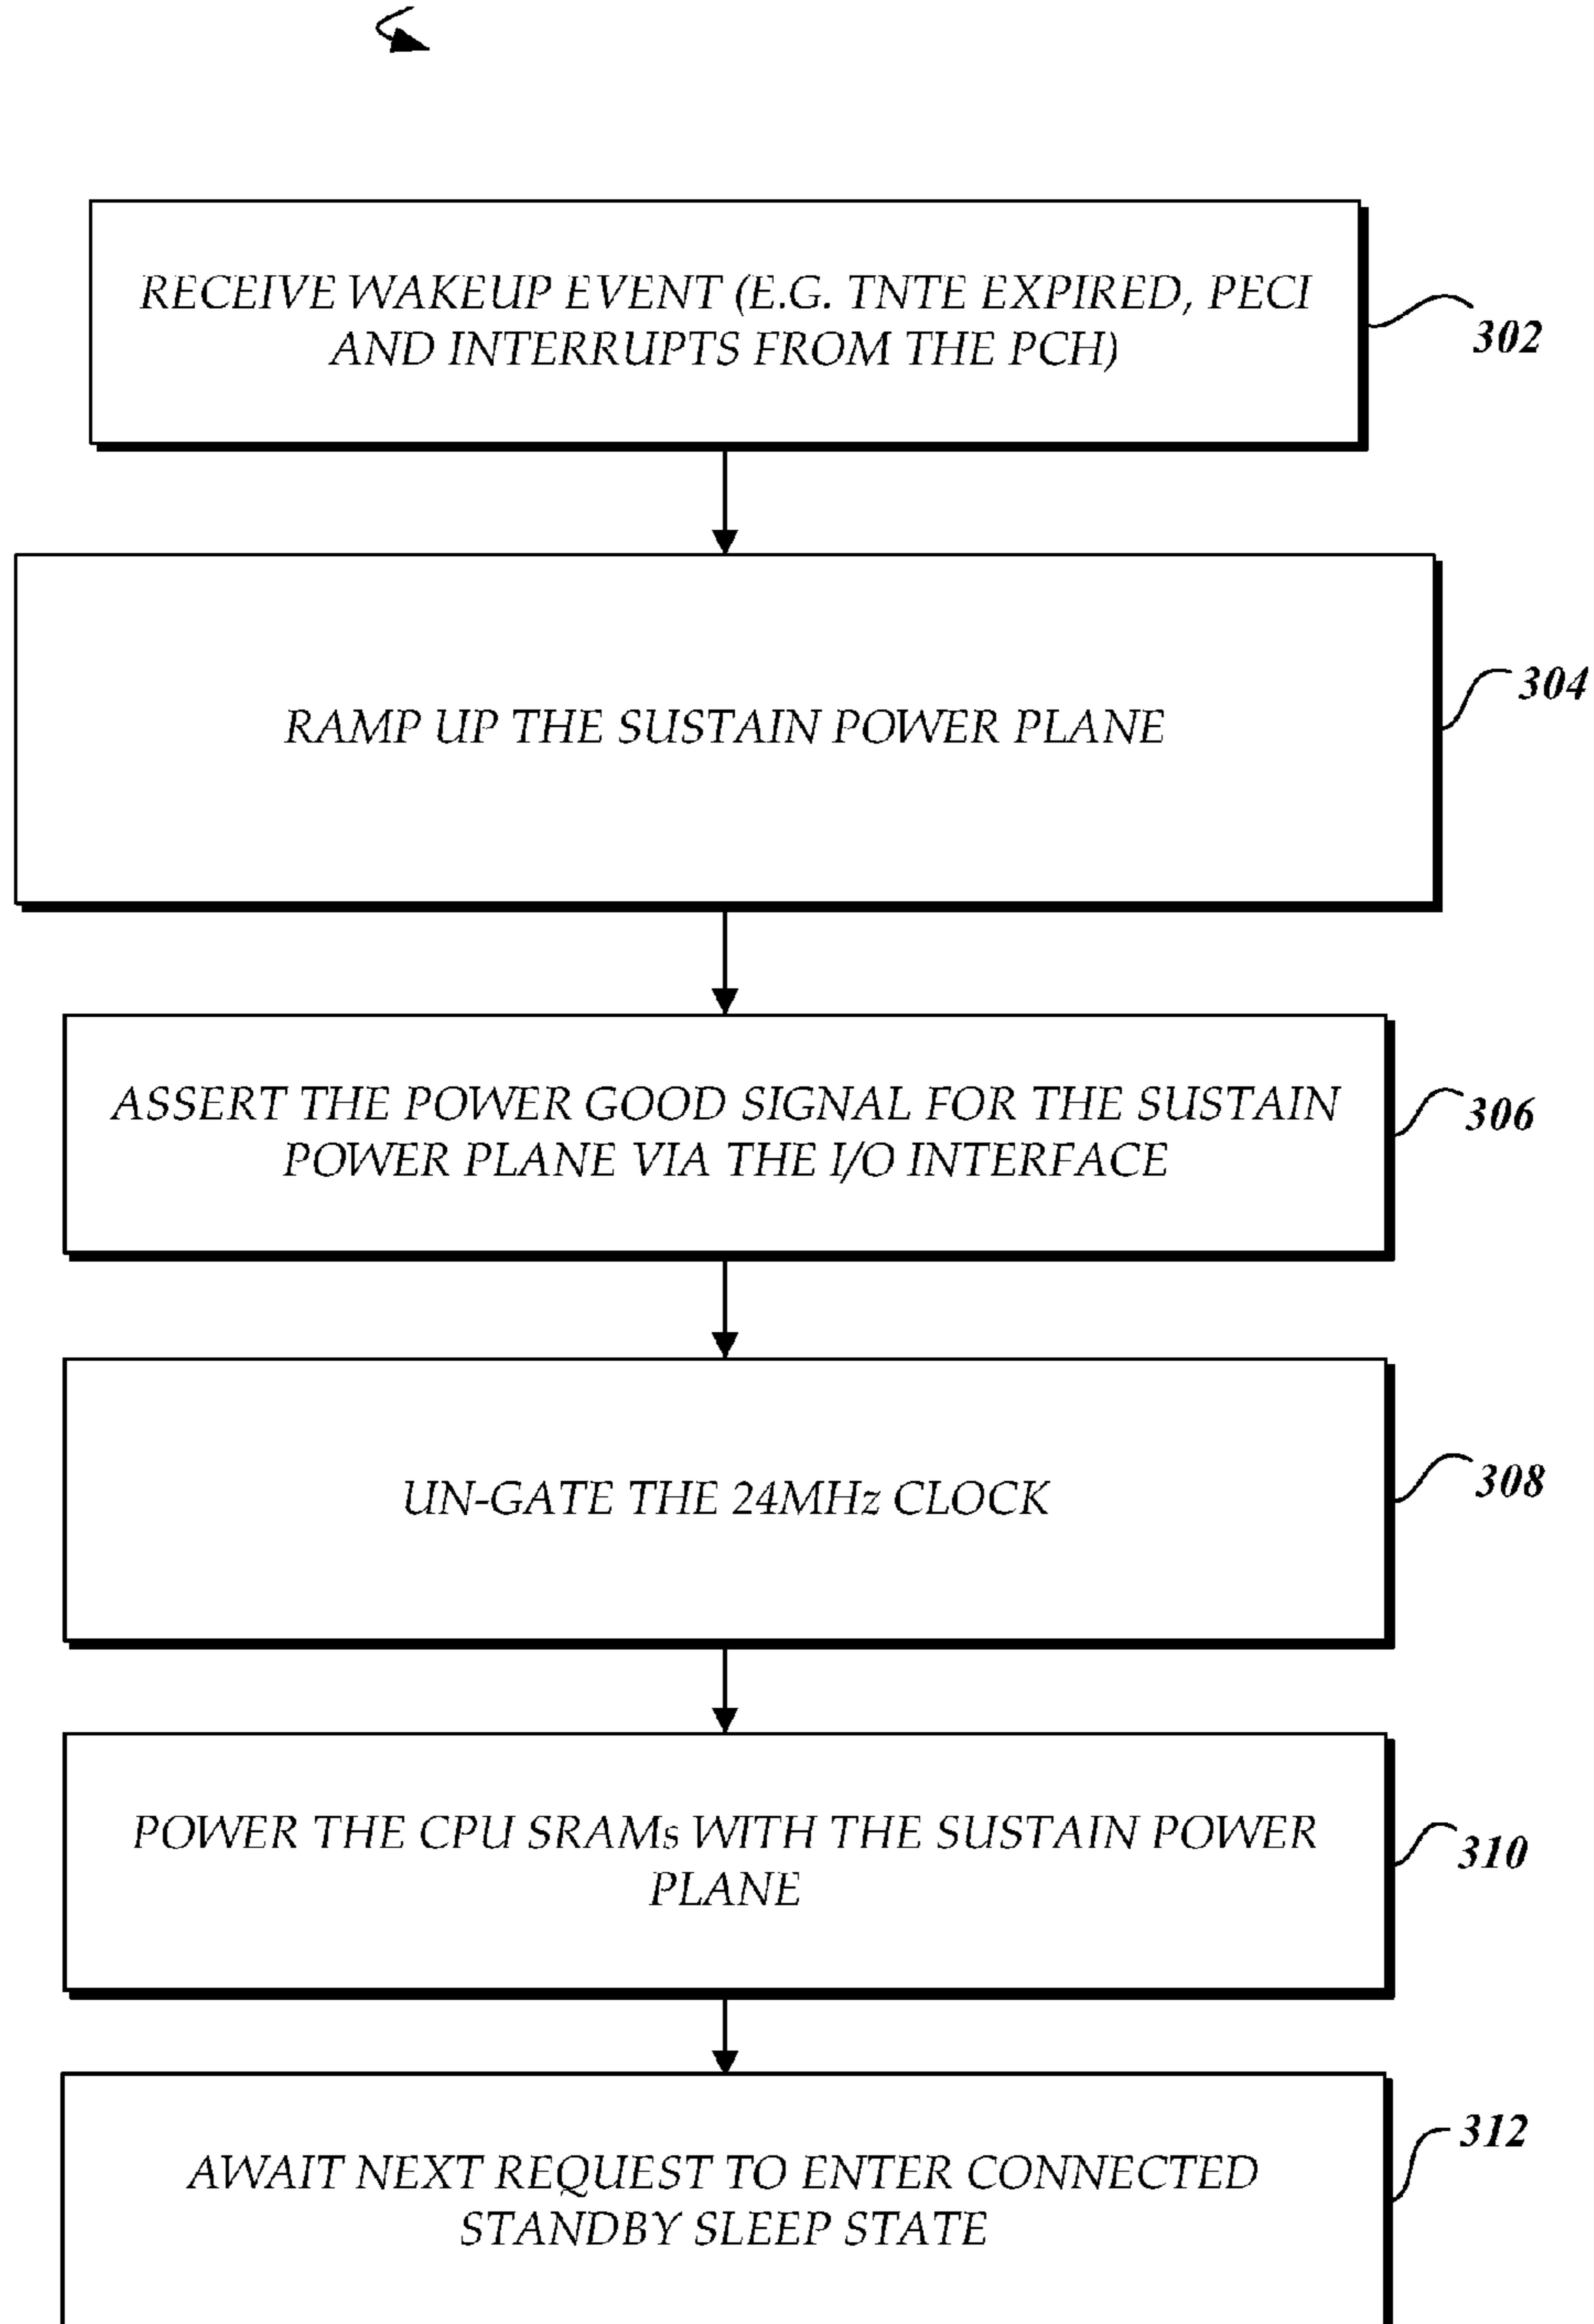 RECEIVE WAKEUP EVENT (E.G. TNTE EXPIRED, PECI
AND INTERRUPTS FROM THE PCH)
302
RAMP UP THE SUSTAIN POWER PLANE
304
ASSERT THE POWER GOOD SIGNAL FOR THE SUSTAIN
POWER PLANE VIA THE I/O INTERFACE
306
UN-GATE THE 24MHz CLOCK
308
POWER THE CPU SRAMs WITH THE SUSTAIN POWER
PLANE
310
AWAIT NEXT REQUEST TO ENTER CONNECTED
STANDBY SLEEP STATE
312